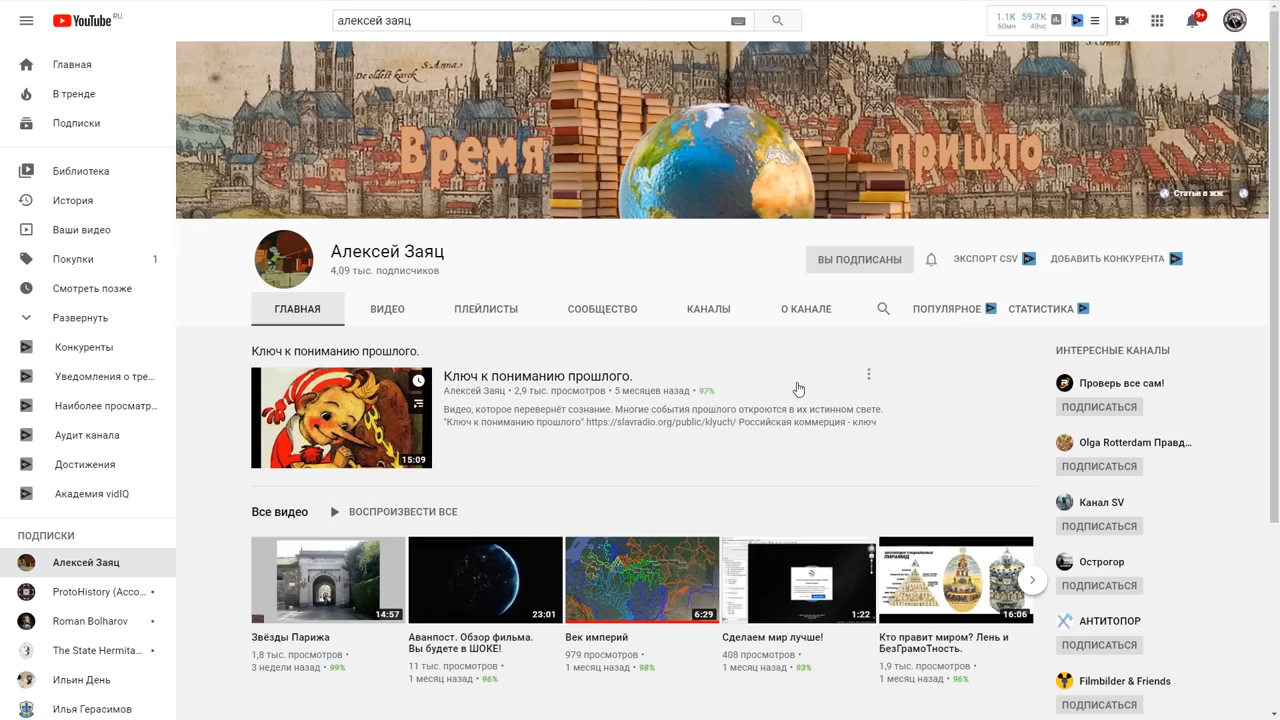 YouTube RU
алексей заяц
1.1K 59.7K
60мн 48чс
9+
Главная
В тренде
Подписки
Библиотека
История
Ваши видео
Покупки 1
Смотреть позже
Развернуть
Конкуренты
Уведомления о тре...
Наиболее просматр...
Аудит канала
Достижения
Академия vidIQ
ПОДПИСКИ
Алексей Заяц
ProtoHistory (Acco...
Roman Bolharov
The State Hermita...
Ильин День
Илья Герасимов
De oldest kerck
S. Anna
Время пришло
Статьи в жж
Алексей Заяц
4,09 тыс. подписчиков
ВЫ ПОДПИСАНЫ
ЭКСПОРТ CSV
ДОБАВИТЬ КОНКУРЕНТА
ГЛАВНАЯ ВИДЕО ПЛЕЙЛИСТЫ СООБЩЕСТВО КАНАЛЫ О КАНАЛЕ ПОПУЛЯРНОЕ СТАТИСТИКА
Ключ к пониманию прошлого.
15:09
Ключ к пониманию прошлого.
Алексей Заяц • 2,9 тыс. просмотров • 5 месяцев назад • 97%
Видео, которое перевернёт сознание. Многие события прошлого откроются в их истинном свете.
"Ключ к пониманию прошлого" https://slavradio.org/public/klyuch/ Российская коммерция - ключ
Все видео ВОСПРОИЗВЕСТИ ВСЕ
14:57
Звёзды Парижа
1,8 тыс. просмотров •
3 недели назад • 99%
23:01
Аванпост. Обзор фильма.
Вы будете в ШОКЕ!
11 тыс. просмотров •
1 месяц назад • 96%
6:29
Век империй
979 просмотров •
1 месяц назад • 98%
1:22
Сделаем мир лучше!
408 просмотров •
1 месяц назад • 93%
16:06
Кто правит миром? Лень и
БезГрамоТность.
1,9 тыс. просмотров •
1 месяц назад • 96%
ИНТЕРЕСНЫЕ КАНАЛЫ
Проверь все сам!
ПОДПИСАТЬСЯ
Olga Rotterdam Правд...
ПОДПИСАТЬСЯ
Канал SV
ПОДПИСАТЬСЯ
Острогор
ПОДПИСАТЬСЯ
АНТИТОПОР
ПОДПИСАТЬСЯ
Filmbilder & Friends
ПОДПИСАТЬСЯ